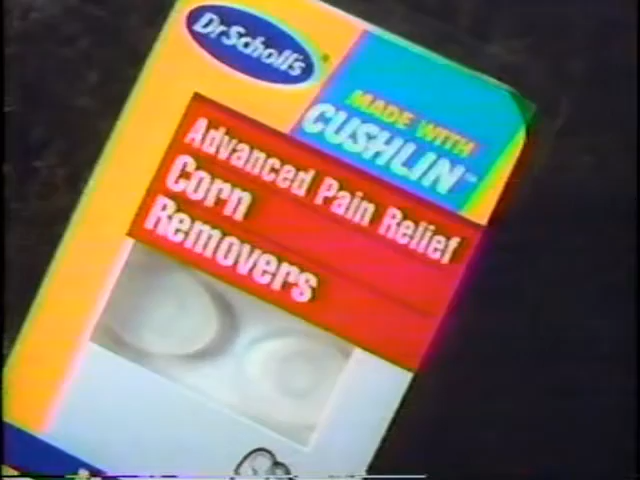 Dr Scholl's
MADE WITH
CUSHLIN™
Advanced Pain Relief
Corn
Removers